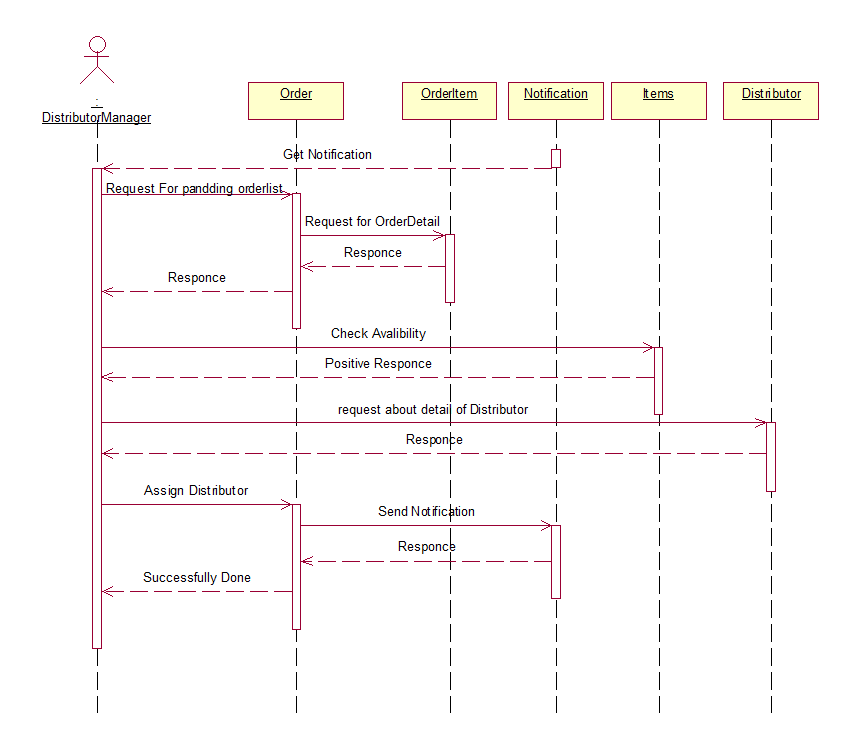 :
DistributorManager
Order
OrderItem
Notification
Items
Distributor
Get Notification
Request For pandding orderlist
Request for OrderDetail
Responce
Responce
Check Avalibility
Positive Responce
request about detail of Distributor
Responce
Assign Distributor
Send Notification
Responce
Successfully Done